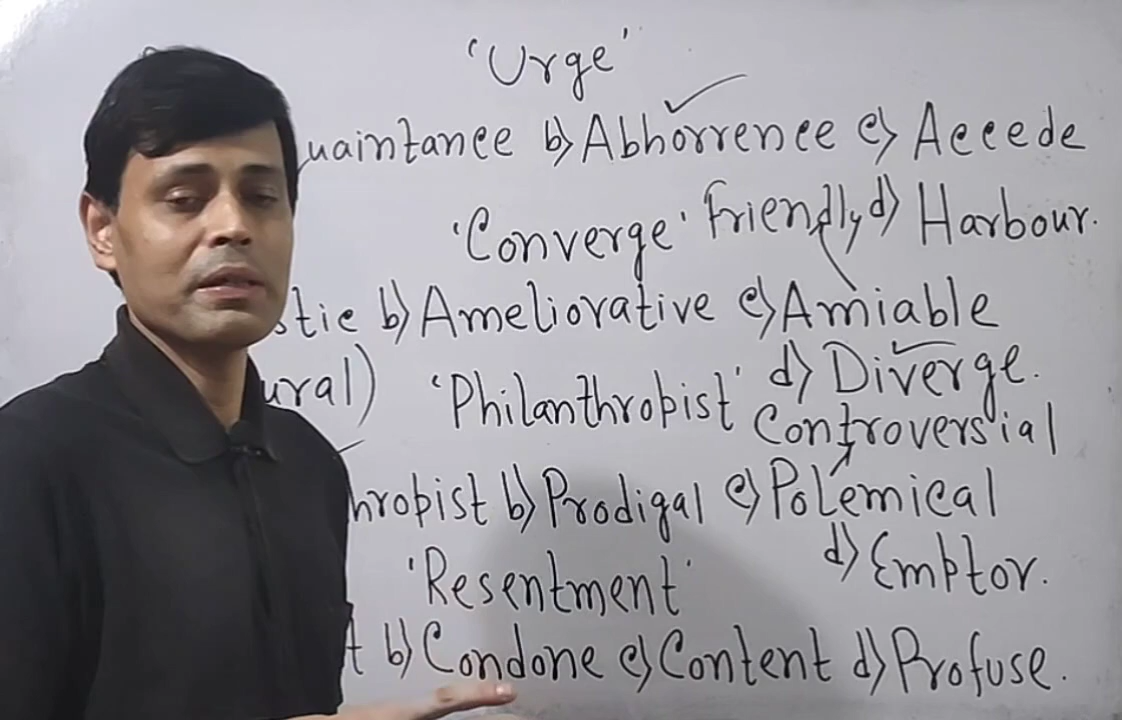 'Urge'
uaintance b) Abhorrence c) Accede
'Converge' Friendly d) Harbour.
stic b) Ameliorative c) Amiable
ural) 'Philanthropist' d) Diverge.
Controversial
hropist b) Prodigal c) Polemical
'Resentment' d) Emptor.
t b) Condone c) Content d) Profuse.